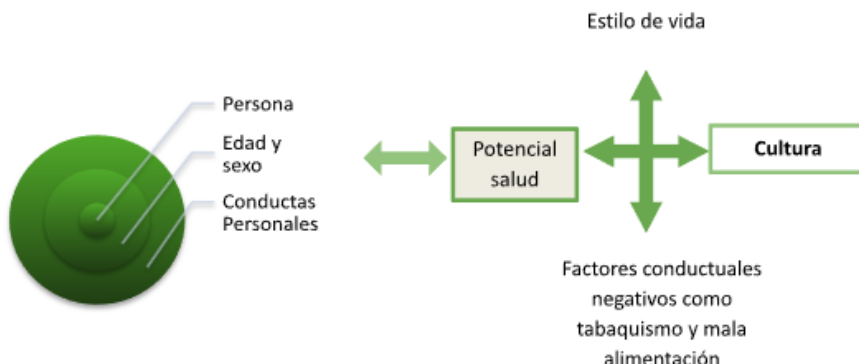 Estilo de vida
Persona
Edad y
sexo
Conductas
Personales
Potencial
salud
Cultura
Factores conductuales
negativos como
tabaquismo y mala
alimentación